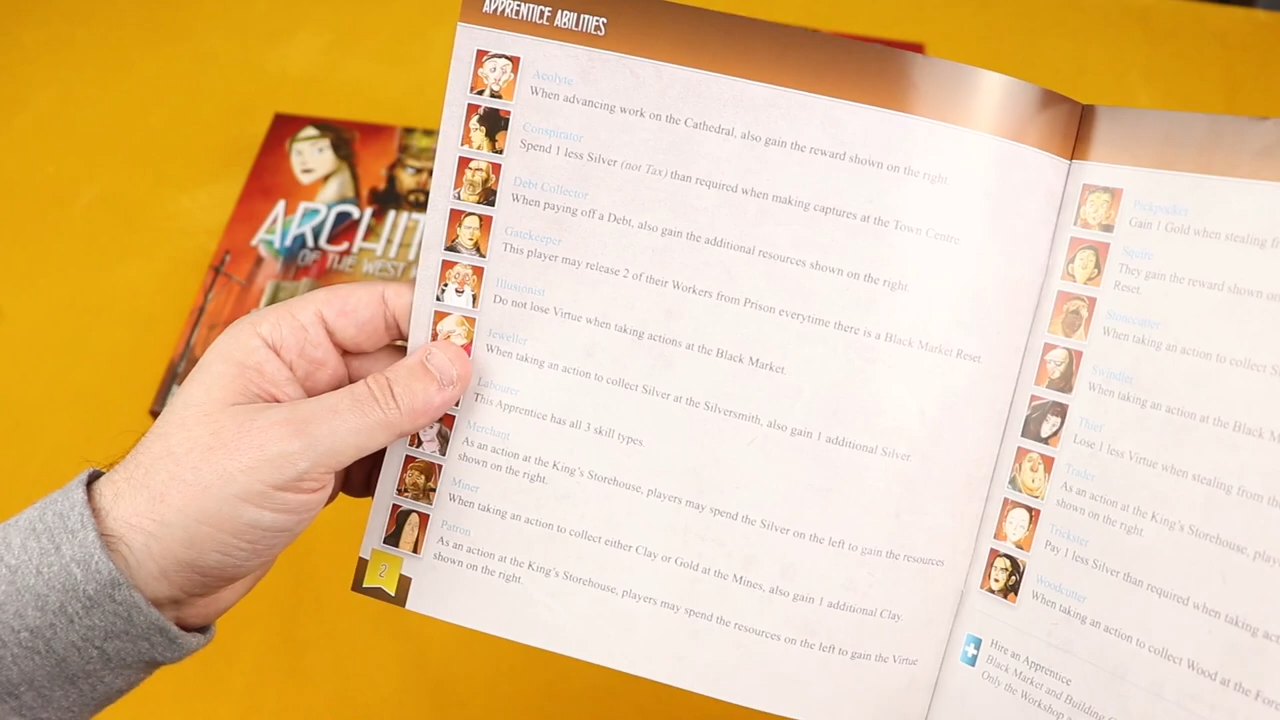 APPRENTICE ABILITIES
Acolyte
When advancing work on the Cathedral, also gain the reward shown on the right.
Conspirator
Spend 1 less Silver (not Tax) than required when making captures at the Town Centre.
Debt Collector
When paying off a Debt, also gain the additional resources shown on the right.
Gatekeeper
This player may release 2 of their Workers from Prison everytime there is a Black Market Reset.
Illusionist
Do not lose Virtue when taking actions at the Black Market.
Jeweller
When taking an action to collect Silver at the Silversmith, also gain 1 additional Silver.
Labourer
This Apprentice has all 3 skill types.
Merchant
As an action at the King's Storehouse, players may spend the Silver on the left to gain the resources
shown on the right.
Miner
When taking an action to collect either Clay or Gold at the Mines, also gain 1 additional Clay.
Patron
As an action at the King's Storehouse, players may spend the resources on the left to gain the Virtue
shown on the right.
2
Pickpocket
Gain 1 Gold when stealing
Squire
They gain the reward shown on
Reset.
Stonecutter
When taking an action to collect
Swindler
When taking an action at the Black
Thief
Lose 1 less Virtue when stealing from
Trader
As an action at the King's Storehouse,
shown on the right.
Trickster
Pay 1 less Silver than required when taking
Woodcutter
When taking an action to collect Wood at the
Hire an Apprentice
Black Market and Building
Only the Workshop
ARCHIT
OF THE WEST